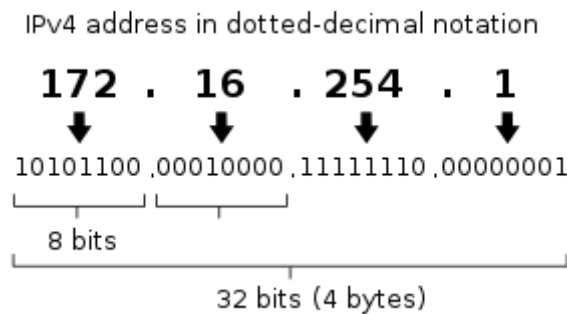 IPv4 address in dotted-decimal notation
172 . 16 . 254 . 1
10101100 .00010000 .11111110 .00000001
8 bits
32 bits (4 bytes)